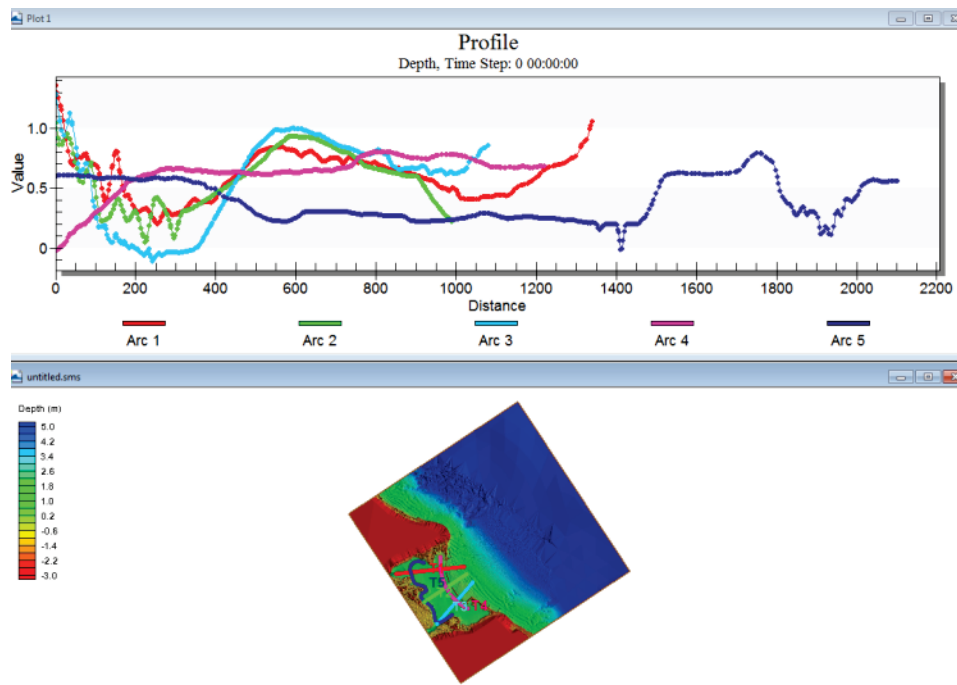 Plot 1
Profile
Depth, Time Step: 0 00:00:00
Value
1.0
0.5
0
0 200 400 600 800 1000 1200 1400 1600 1800 2000 2200
Distance
Arc 1 Arc 2 Arc 3 Arc 4 Arc 5
untitled.sms
Depth (m)
5.0
4.2
3.4
2.6
1.8
1.0
0.2
-0.6
-1.4
-2.2
-3.0
T5